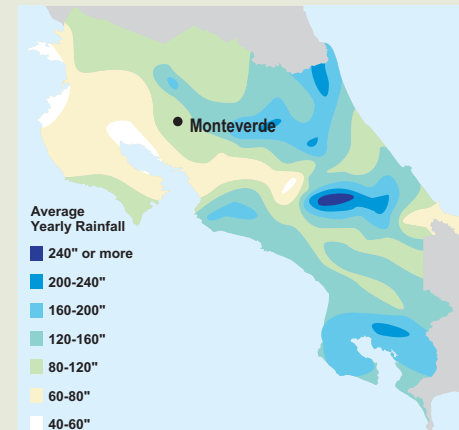 Monteverde
Average
Yearly Rainfall
240" or more
200-240"
160-200"
120-160"
80-120"
60-80"
40-60"